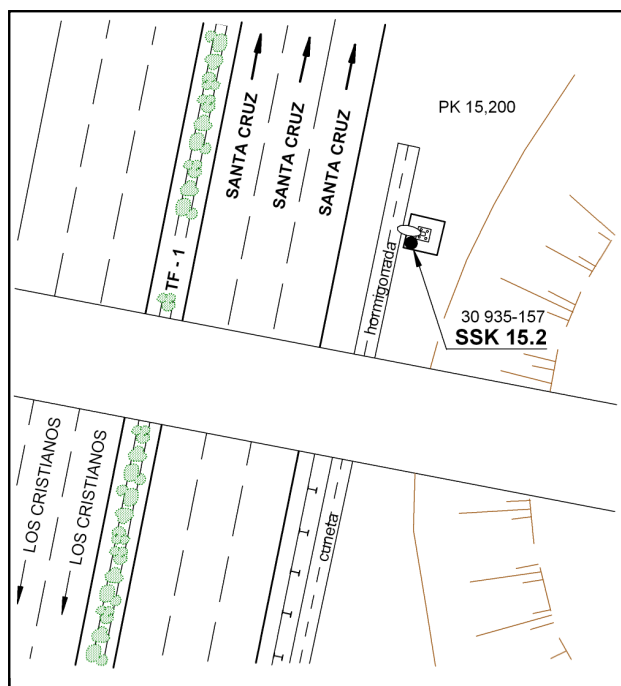 SANTA CRUZ
SANTA CRUZ
SANTA CRUZ
PK 15,200
TF - 1
hormigonada
30 935-157
SSK 15.2
LOS CRISTIANOS
LOS CRISTIANOS
cuneta